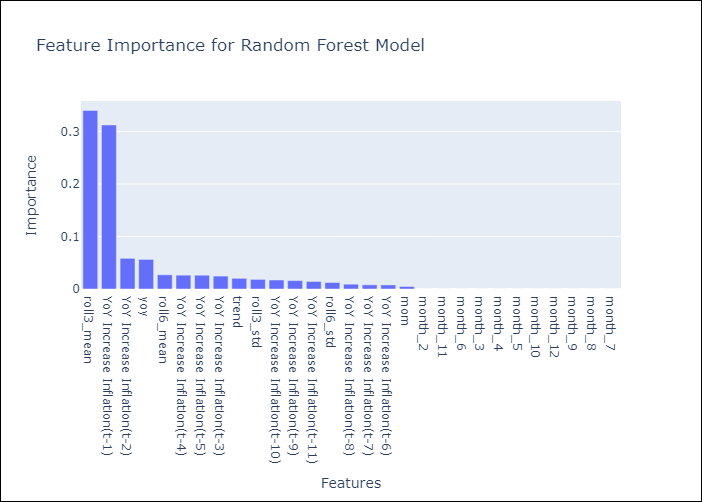 Feature Importance for Random Forest Model
Importance
0.3
0.2
0.1
0
roll3_mean
YoY Increase Inflation(t-1)
YoY Increase Inflation(t-2)
yoy
roll6_mean
YoY Increase Inflation(t-4)
YoY Increase Inflation(t-5)
YoY Increase Inflation(t-3)
trend
roll3_std
YoY Increase Inflation(t-10)
YoY Increase Inflation(t-9)
YoY Increase Inflation(t-11)
roll6_std
YoY Increase Inflation(t-8)
YoY Increase Inflation(t-7)
YoY Increase Inflation(t-6)
mom
month_2
month_11
month_6
month_3
month_4
month_5
month_10
month_12
month_9
month_8
month_7
Features